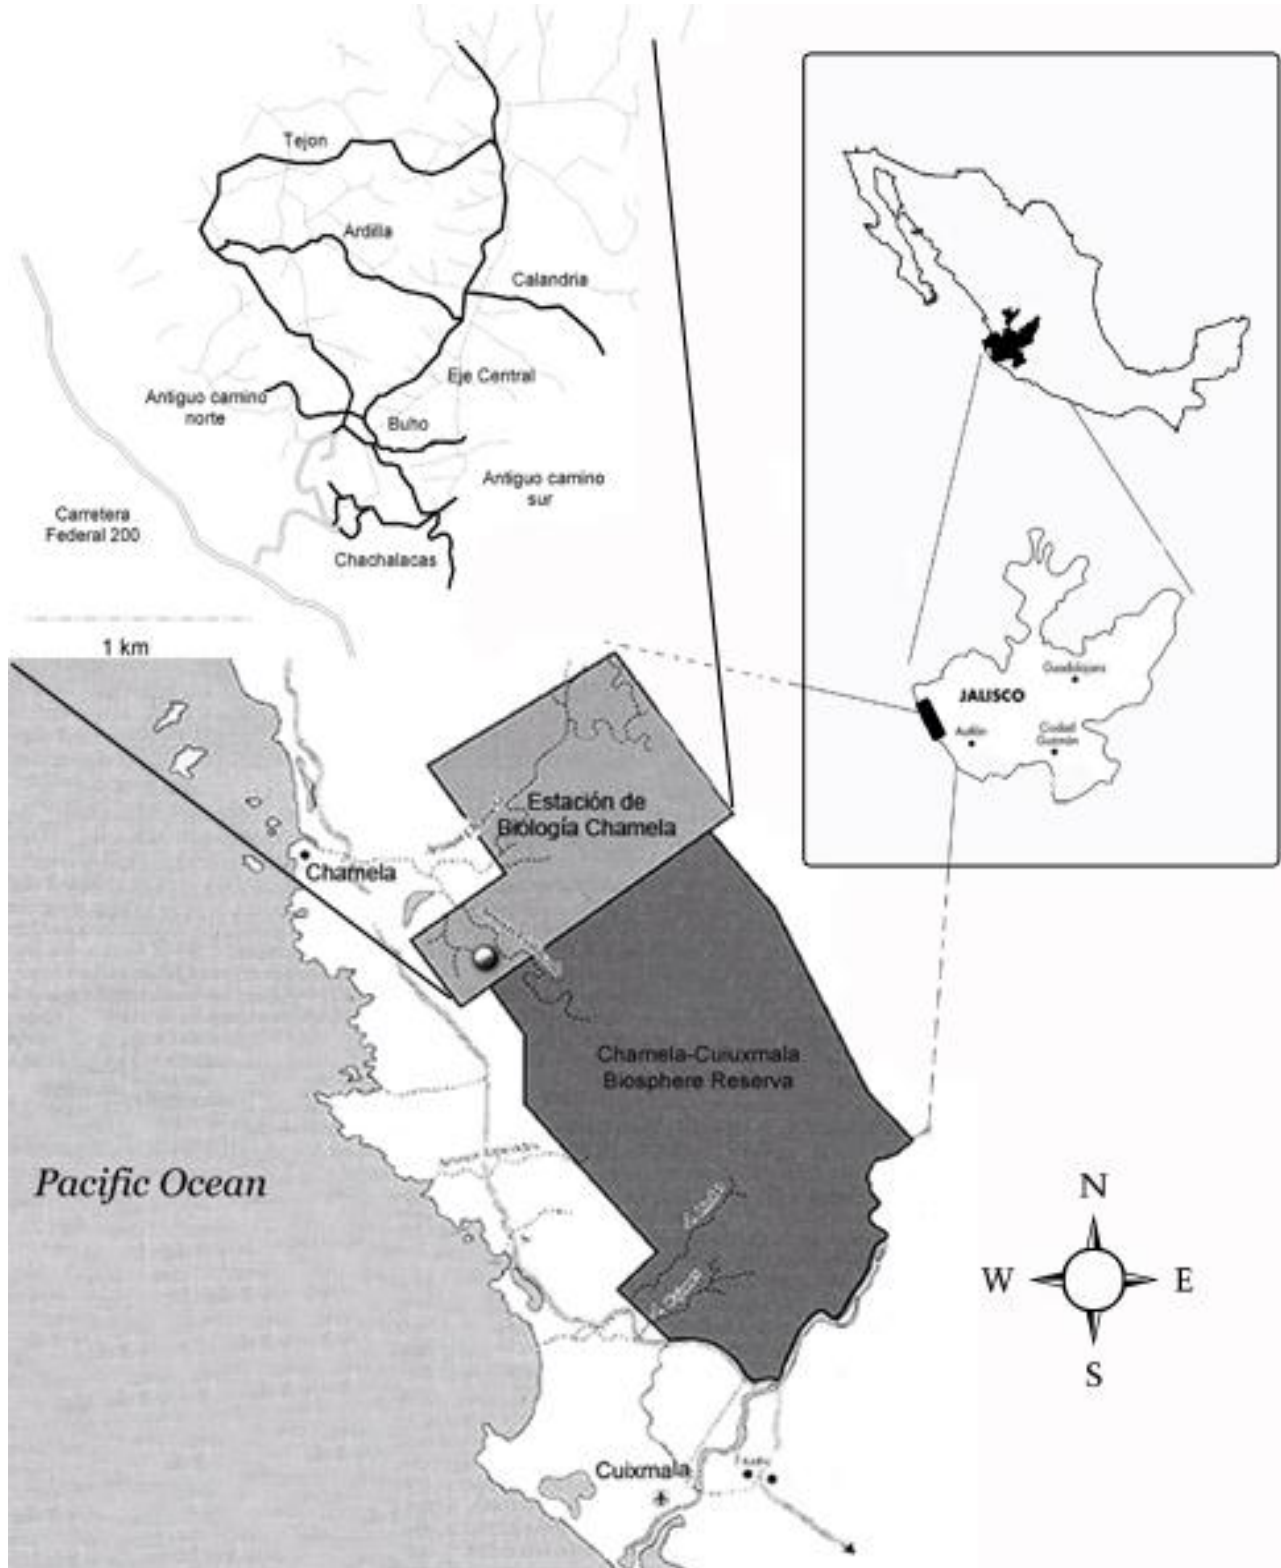 Tejon
Ardilla
Calandria
Eje Central
Antiguo camino
norte
Buho
Antiguo camino
sur
Carretera
Federal 200
Chachalacas
1 km
Guadalajara
JALISCO
Autlán
Ciudad
Guzmán
Estación de
Biología Chamela
Chamela
Chamela-Cuiuxmala
Biosphere Reserva
Pacific Ocean
N
W
E
S
Cuixmala